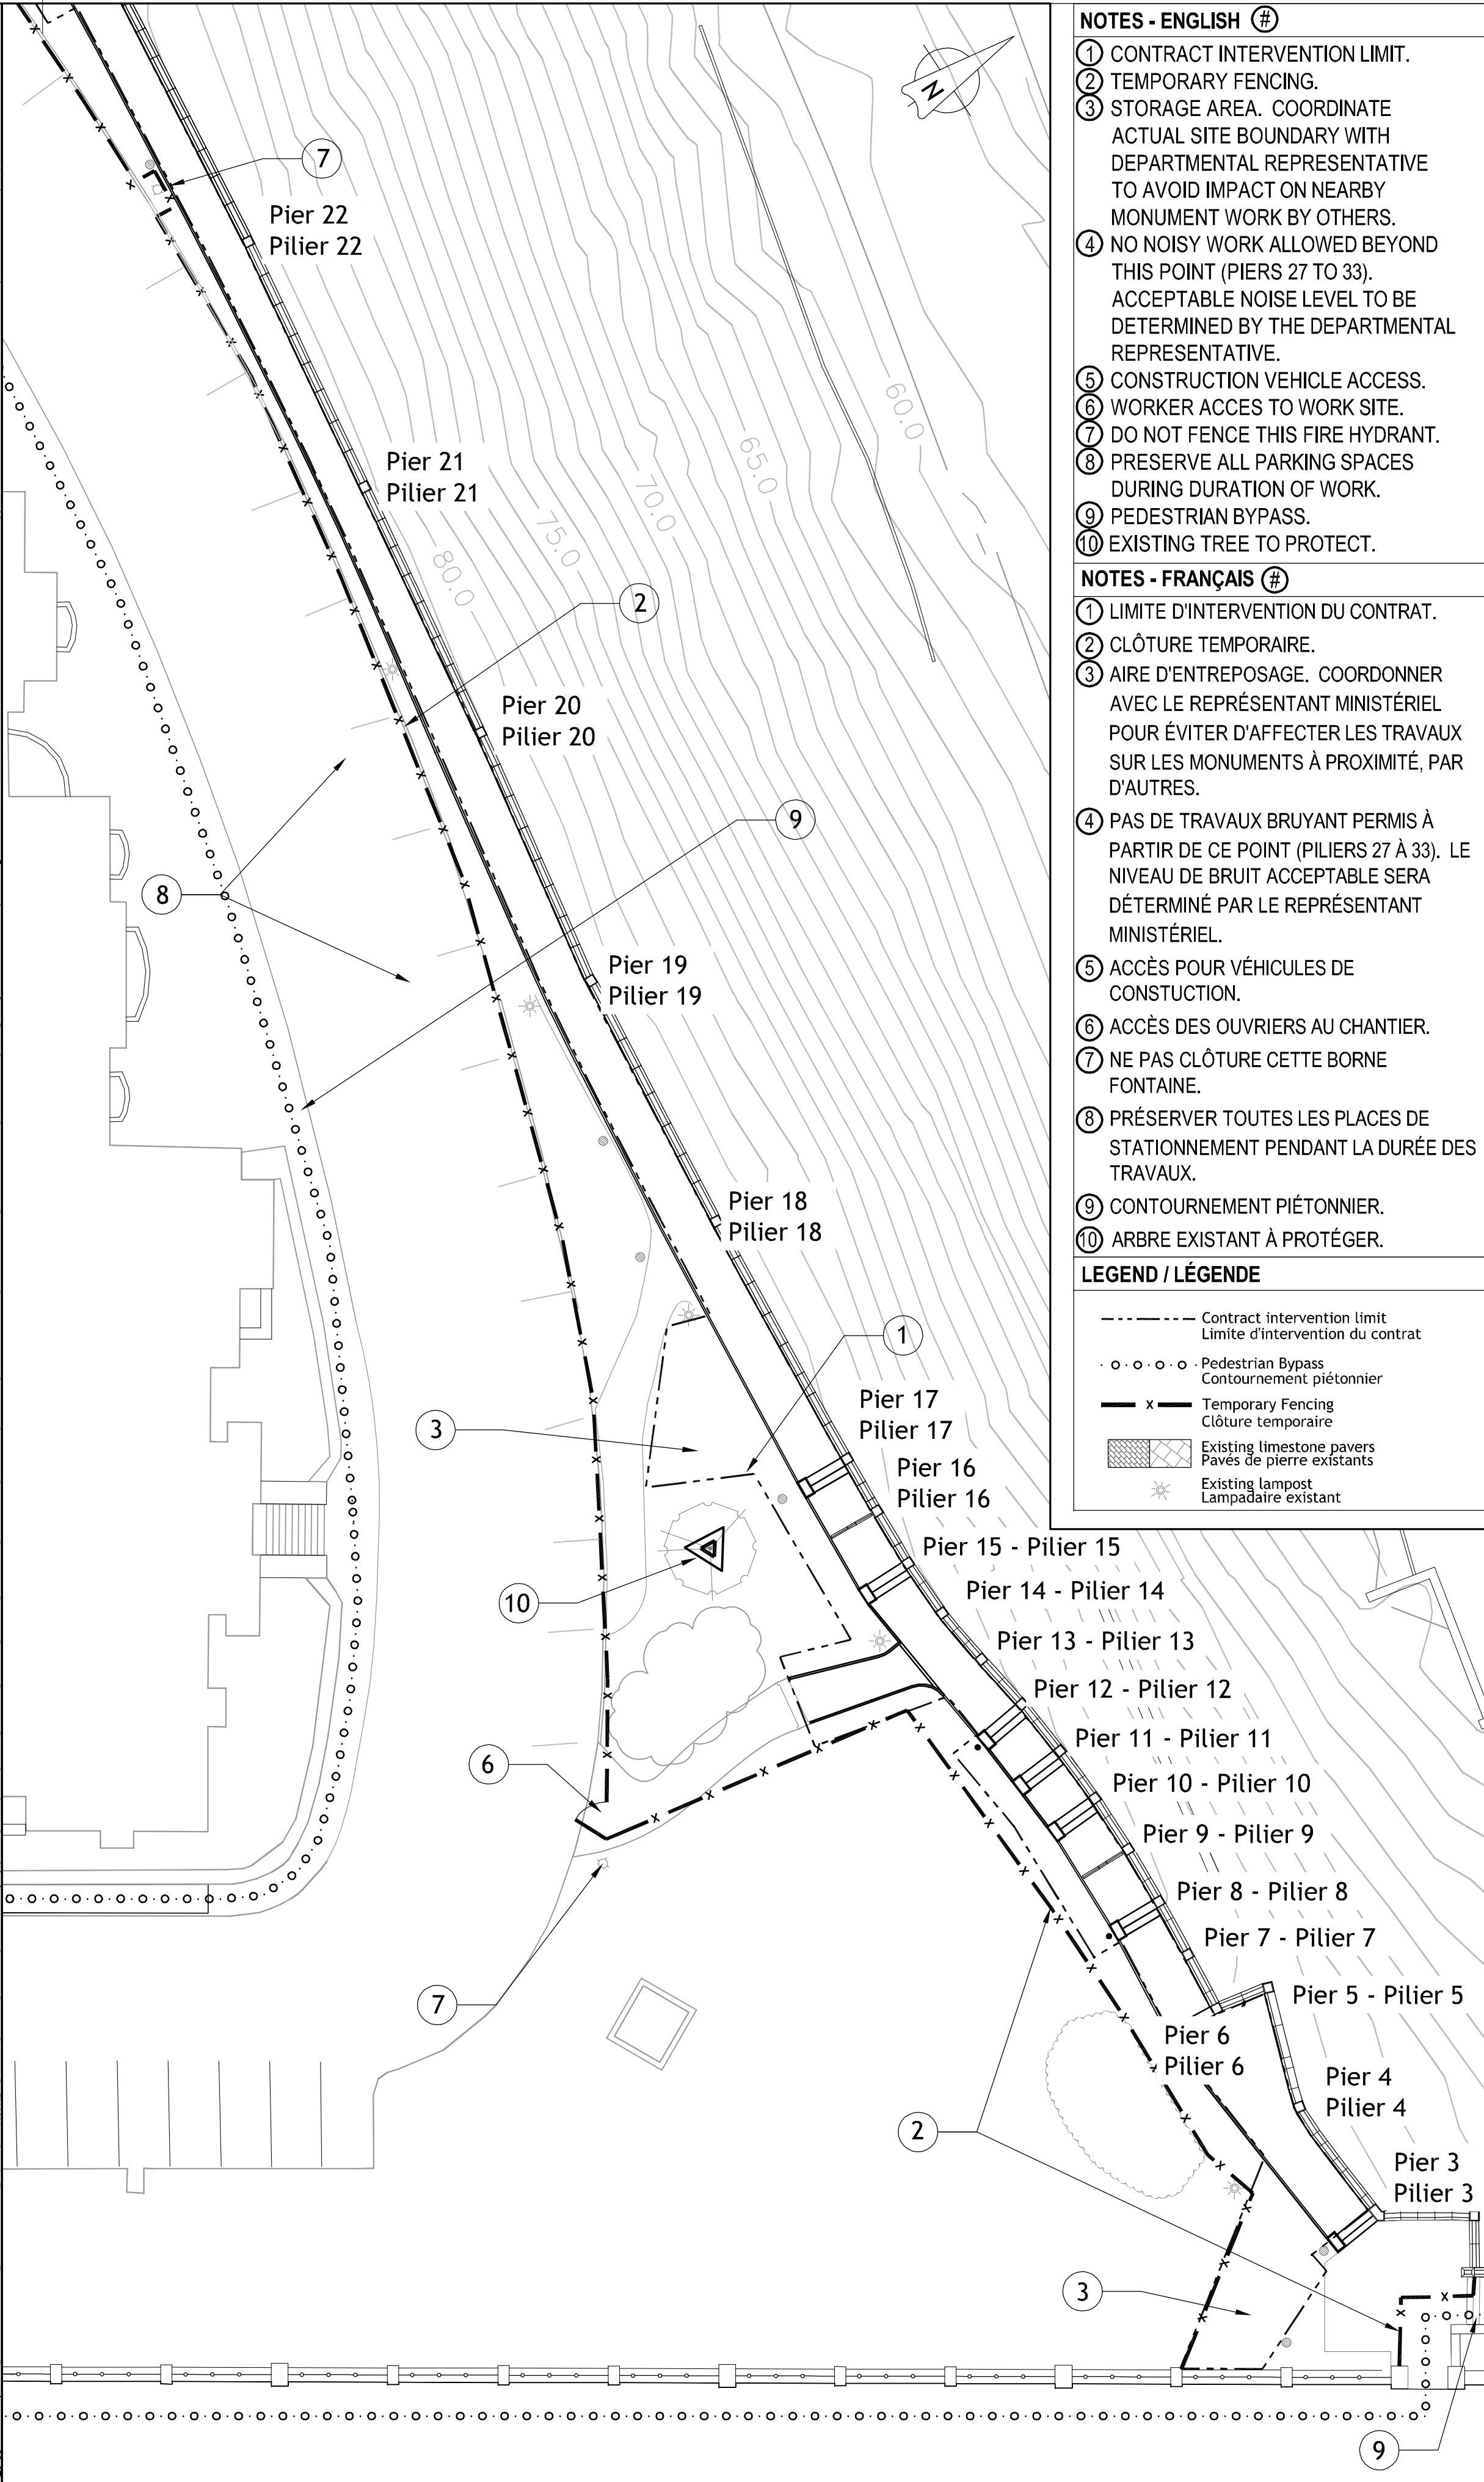 NOTES - ENGLISH #
1 CONTRACT INTERVENTION LIMIT.
2 TEMPORARY FENCING.
3 STORAGE AREA. COORDINATE
ACTUAL SITE BOUNDARY WITH
DEPARTMENTAL REPRESENTATIVE
TO AVOID IMPACT ON NEARBY
MONUMENT WORK BY OTHERS.
4 NO NOISY WORK ALLOWED BEYOND
THIS POINT (PIERS 27 TO 33).
ACCEPTABLE NOISE LEVEL TO BE
DETERMINED BY THE DEPARTMENTAL
REPRESENTATIVE.
5 CONSTRUCTION VEHICLE ACCESS.
6 WORKER ACCES TO WORK SITE.
7 DO NOT FENCE THIS FIRE HYDRANT.
8 PRESERVE ALL PARKING SPACES
DURING DURATION OF WORK.
9 PEDESTRIAN BYPASS.
10 EXISTING TREE TO PROTECT.
NOTES - FRANÇAIS #
1 LIMITE D'INTERVENTION DU CONTRAT.
2 CLÔTURE TEMPORAIRE.
3 AIRE D'ENTREPOSAGE. COORDONNER
AVEC LE REPRÉSENTANT MINISTÉRIEL
POUR ÉVITER D'AFFECTER LES TRAVAUX
SUR LES MONUMENTS À PROXIMITÉ, PAR
D'AUTRES.
4 PAS DE TRAVAUX BRUYANT PERMIS À
PARTIR DE CE POINT (PILIERS 27 À 33). LE
NIVEAU DE BRUIT ACCEPTABLE SERA
DÉTERMINÉ PAR LE REPRÉSENTANT
MINISTÉRIEL.
5 ACCÈS POUR VÉHICULES DE
CONSTUCTION.
6 ACCÈS DES OUVRIERS AU CHANTIER.
7 NE PAS CLÔTURE CETTE BORNE
FONTAINE.
8 PRÉSERVER TOUTES LES PLACES DE
STATIONNEMENT PENDANT LA DURÉE DES
TRAVAUX.
9 CONTOURNEMENT PIÉTONNIER.
10 ARBRE EXISTANT À PROTÉGER.
LEGEND / LÉGENDE
Contract intervention limit
Limite d'intervention du contrat
Pedestrian Bypass
Contournement piétonnier
Temporary Fencing
Clôture temporaire
Existing limestone pavers
Pavés de pierre existants
Existing lampost
Lampadaire existant
N
7
Pier 22
Pilier 22
60.0
65.0
70.0
75.0
80.0
Pier 21
Pilier 21
2
Pier 20
Pilier 20
9
8
Pier 19
Pilier 19
Pier 18
Pilier 18
1
Pier 17
Pilier 17
3
Pier 16
Pilier 16
Pier 15 - Pilier 15
Pier 14 - Pilier 14
10
Pier 13 - Pilier 13
Pier 12 - Pilier 12
Pier 11 - Pilier 11
6
Pier 10 - Pilier 10
Pier 9 - Pilier 9
Pier 8 - Pilier 8
Pier 7 - Pilier 7
7
Pier 5 - Pilier 5
Pier 6
Pilier 6
Pier 4
Pilier 4
2
Pier 3
Pilier 3
3
9